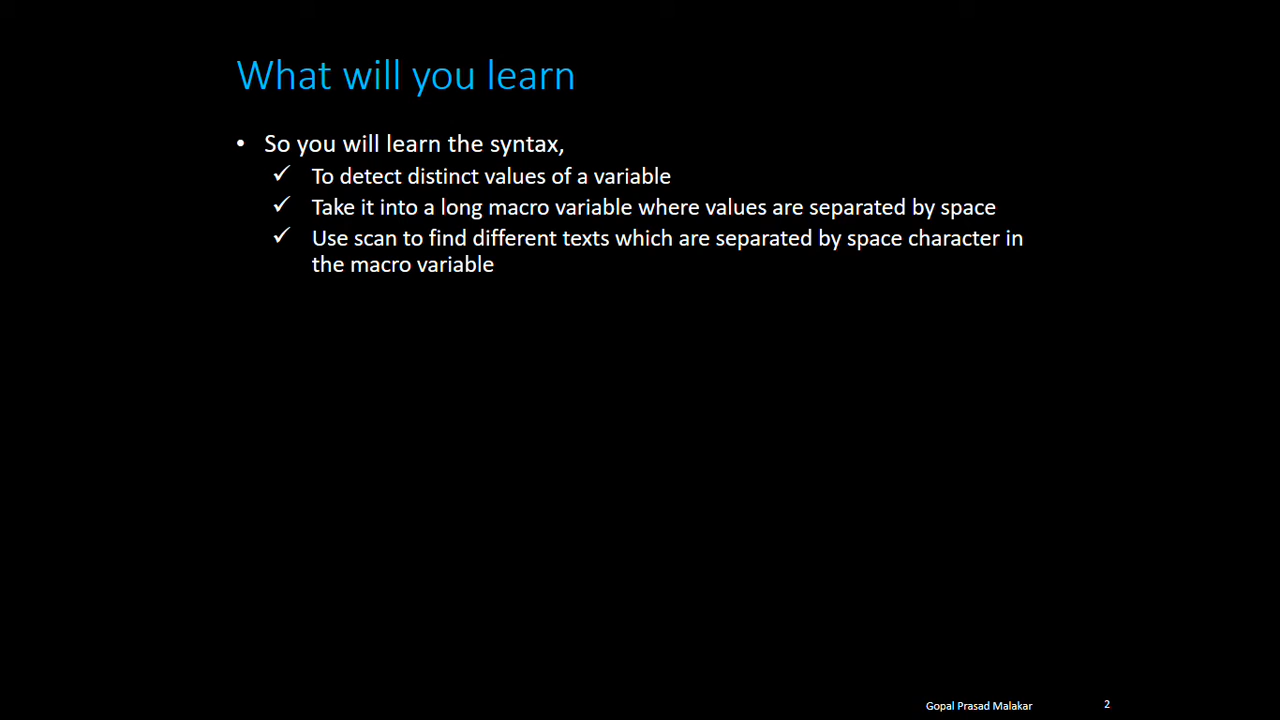 What will you learn
• So you will learn the syntax,
✓ To detect distinct values of a variable
✓ Take it into a long macro variable where values are separated by space
✓ Use scan to find different texts which are separated by space character in
the macro variable
Gopal Prasad Malakar 2